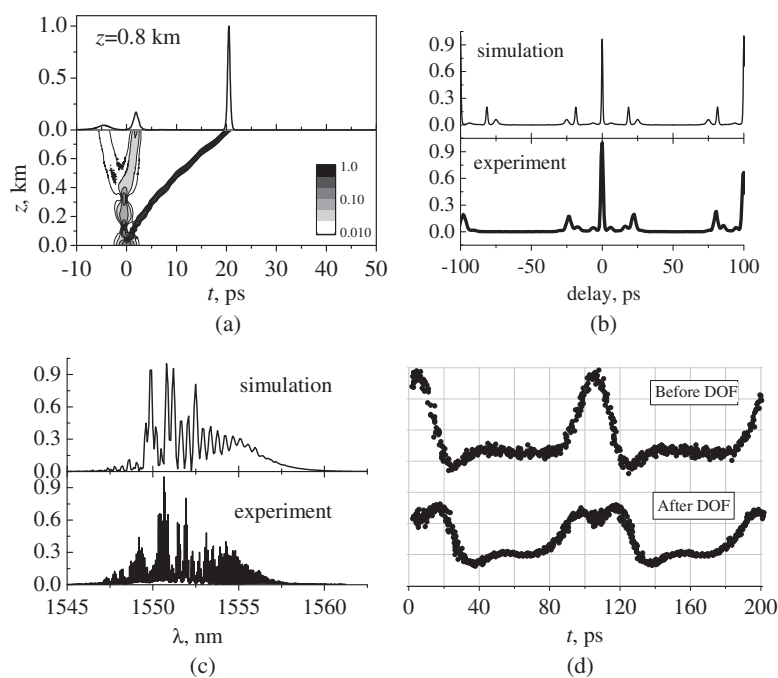 z=0.8 km
1.0
0.5
0.0
z, km
0.6
0.4
0.2
0.0
1.0
0.10
0.010
-10 0 10 20 30 40 50
t, ps
(a)
simulation
0.9
0.6
0.3
0.0
experiment
0.9
0.6
0.3
0.0
-100 -50 0 50 100
delay, ps
(b)
simulation
0.9
0.6
0.3
0.0
experiment
0.9
0.6
0.3
0.0
1545 1550 1555 1560
λ, nm
(c)
Before DOF
After DOF
0 40 80 120 160 200
t, ps
(d)